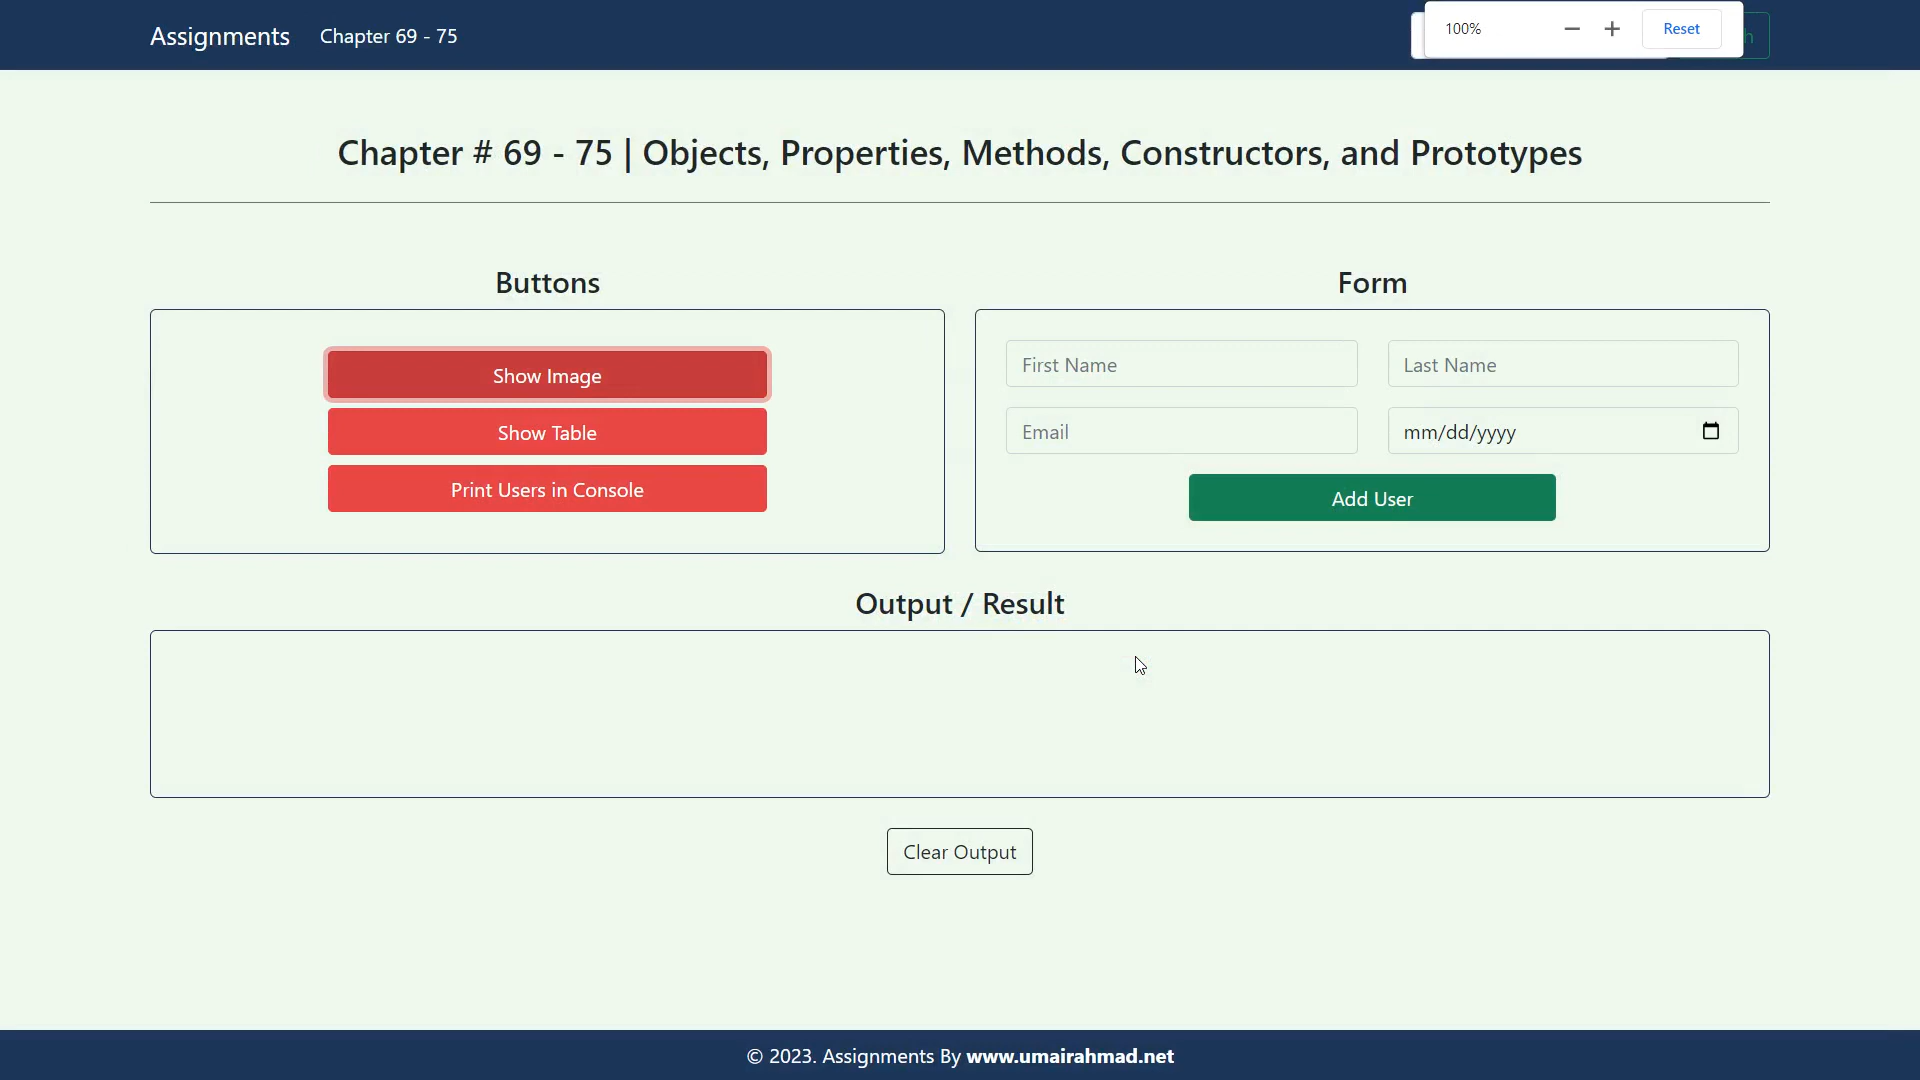 Assignments
Chapter 69 - 75
100%
Reset
Chapter # 69 - 75 | Objects, Properties, Methods, Constructors, and Prototypes
Buttons
Form
Show Image
Show Table
Print Users in Console
First Name
Last Name
Email
mm/dd/yyyy
Add User
Output / Result
Clear Output
© 2023. Assignments By www.umairahmad.net